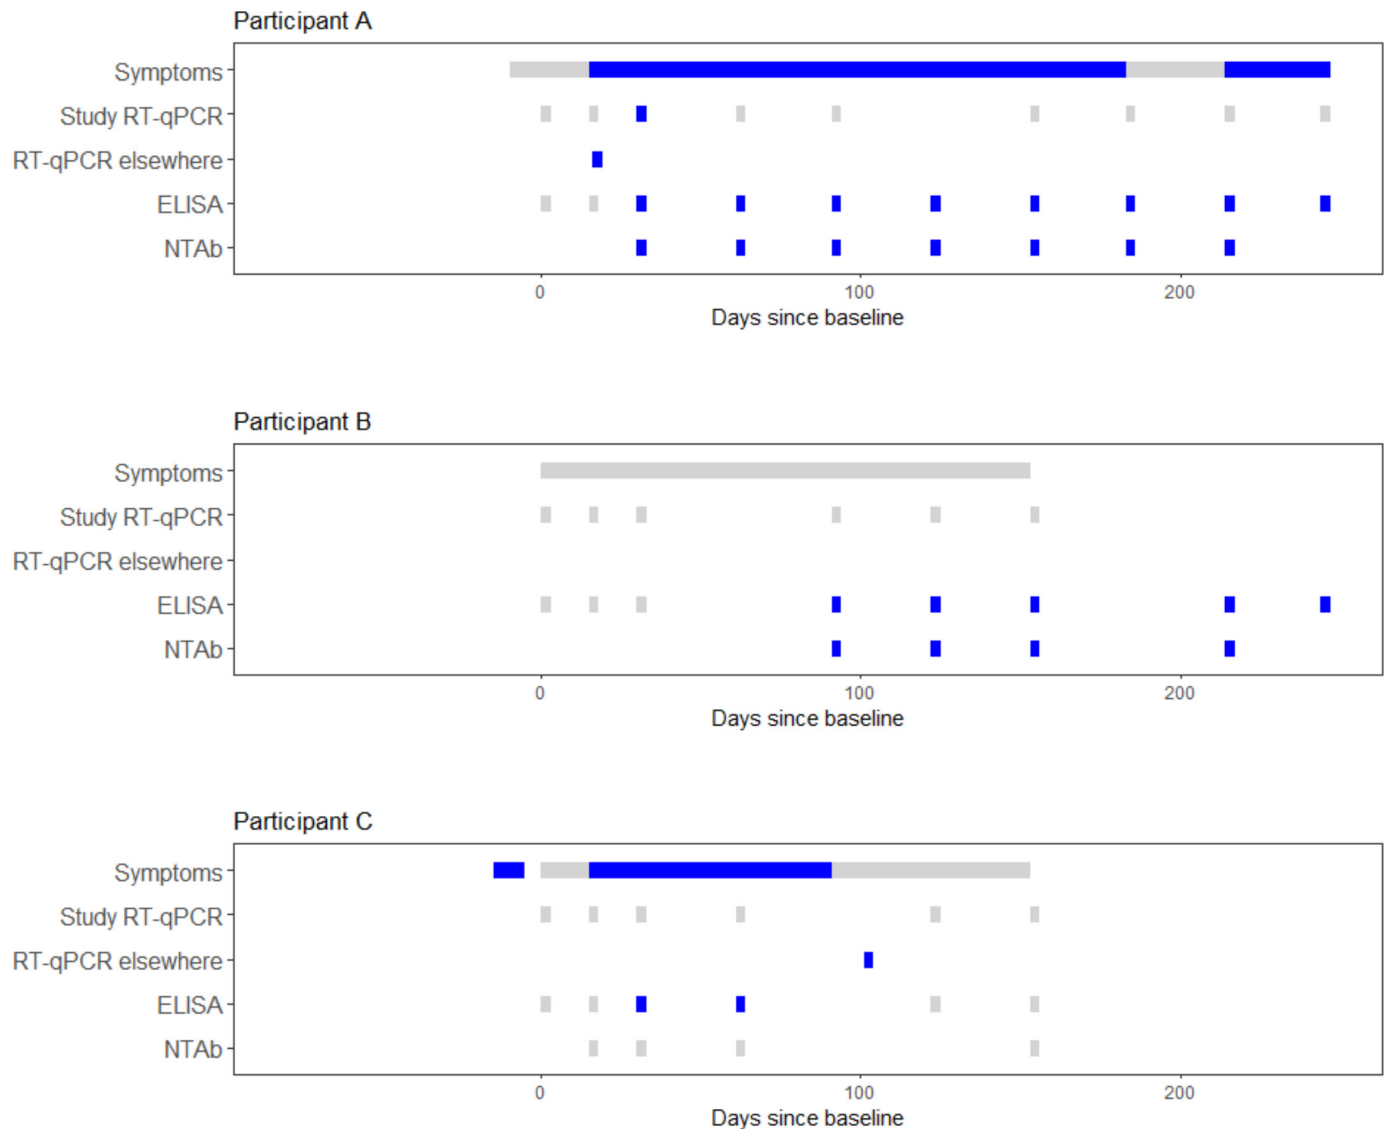 Participant A
Symptoms
Study RT-qPCR
RT-qPCR elsewhere
ELISA
NTAb
0 100 200
Days since baseline
Participant B
Symptoms
Study RT-qPCR
RT-qPCR elsewhere
ELISA
NTAb
0 100 200
Days since baseline
Participant C
Symptoms
Study RT-qPCR
RT-qPCR elsewhere
ELISA
NTAb
0 100 200
Days since baseline